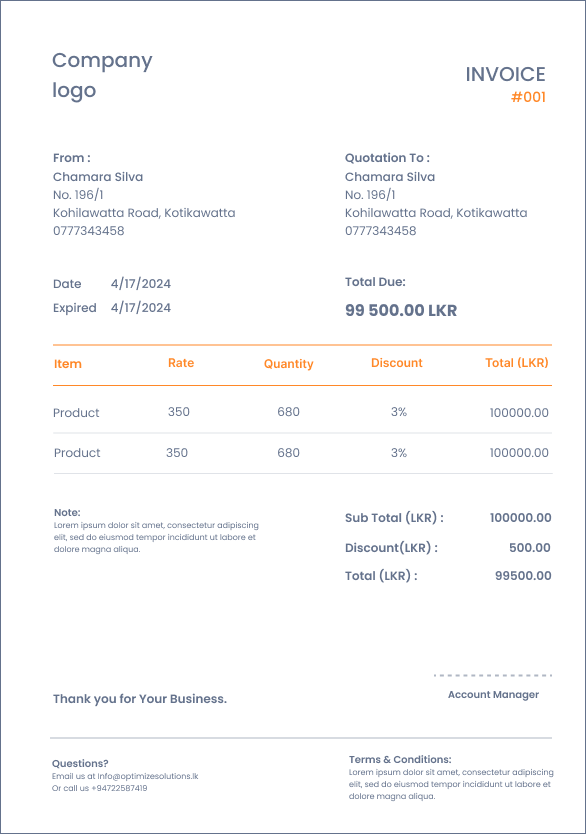 Company
logo
INVOICE
#001
From :
Chamara Silva
No. 196/1
Kohilawatta Road, Kotikawatta
0777343458
Quotation To :
Chamara Silva
No. 196/1
Kohilawatta Road, Kotikawatta
0777343458
Date 4/17/2024
Expired 4/17/2024
Total Due:
99 500.00 LKR
Item Rate Quantity Discount Total (LKR)
Product 350 680 3% 100000.00
Product 350 680 3% 100000.00
Note:
Lorem ipsum dolor sit amet, consectetur adipiscing
elit, sed do eiusmod tempor incididunt ut labore et
dolore magna aliqua.
Sub Total (LKR) : 100000.00
Discount(LKR) : 500.00
Total (LKR) : 99500.00
Thank you for Your Business.
Account Manager
Questions?
Email us at Info@optimizesolutions.lk
Or call us +94722587419
Terms & Conditions:
Lorem ipsum dolor sit amet, consectetur adipiscing
elit, sed do eiusmod tempor incididunt ut labore et
dolore magna aliqua.